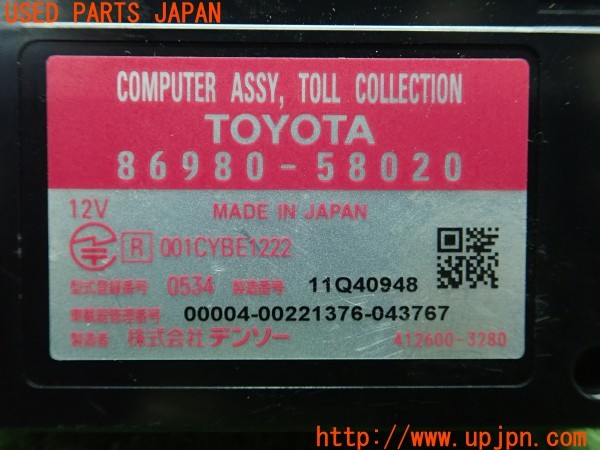 USED PARTS JAPAN
COMPUTER ASSY, TOLL COLLECTION
TOYOTA
86980-58020
12V MADE IN JAPAN
R 001CYBE1222
型式登録番号 0534 製造番号 11Q40948
車載器管理番号 00004-00221376-043767
製造者 株式会社デンソー 412600-3280
http://www.upjpn.com